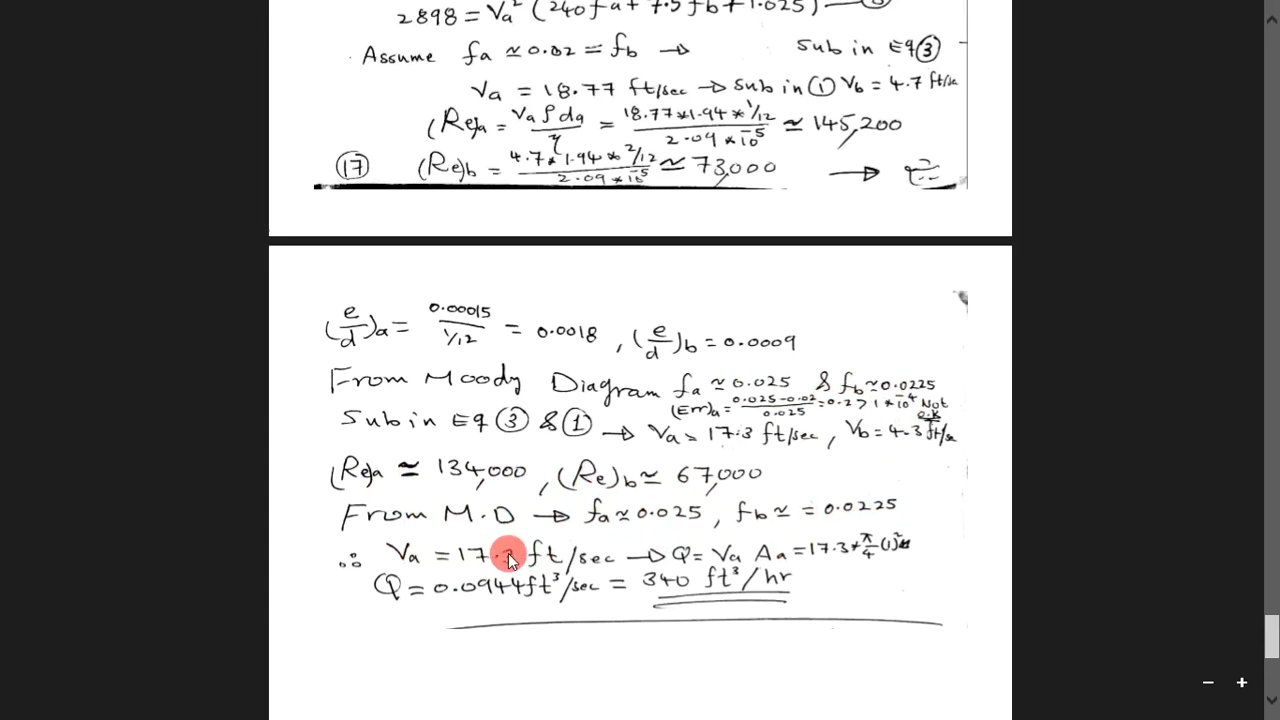 2898 = Va² (240 fa + 7.5 fb + 1.025) — ③
Assume fa ≃ 0.02 = fb → Sub in Eq ③
Va = 18.77 ft/sec → Sub in ① Vb = 4.7 ft/se
(Re)a = Va ρ da / η = 18.77*1.94*1/12 / 2.09*10⁻⁵ ≃ 145,200
⑰ (Re)b = 4.7*1.94*2/12 / 2.09*10⁻⁵ ≃ 73,000 →
(e/d)a = 0.00015 / 1/12 = 0.0018 , (e/d)b = 0.0009
From Moody Diagram fa ≃ 0.025 & fb ≃ 0.0225
(Err)a = 0.025-0.02 / 0.025 = 0.2 > 1*10⁻⁴ Not o.k
Sub in Eq ③ & ① → Va = 17.3 ft/sec , Vb = 4.3 ft/se
(Re)a ≃ 134,000 , (Re)b ≃ 67,000
From M.D → fa ≃ 0.025 , fb ≃ = 0.0225
∴ Va = 17.3 ft/sec → Q = Va Aa = 17.3 * π/4 (1)²
Q = 0.0944 ft³/sec = 340 ft³/hr